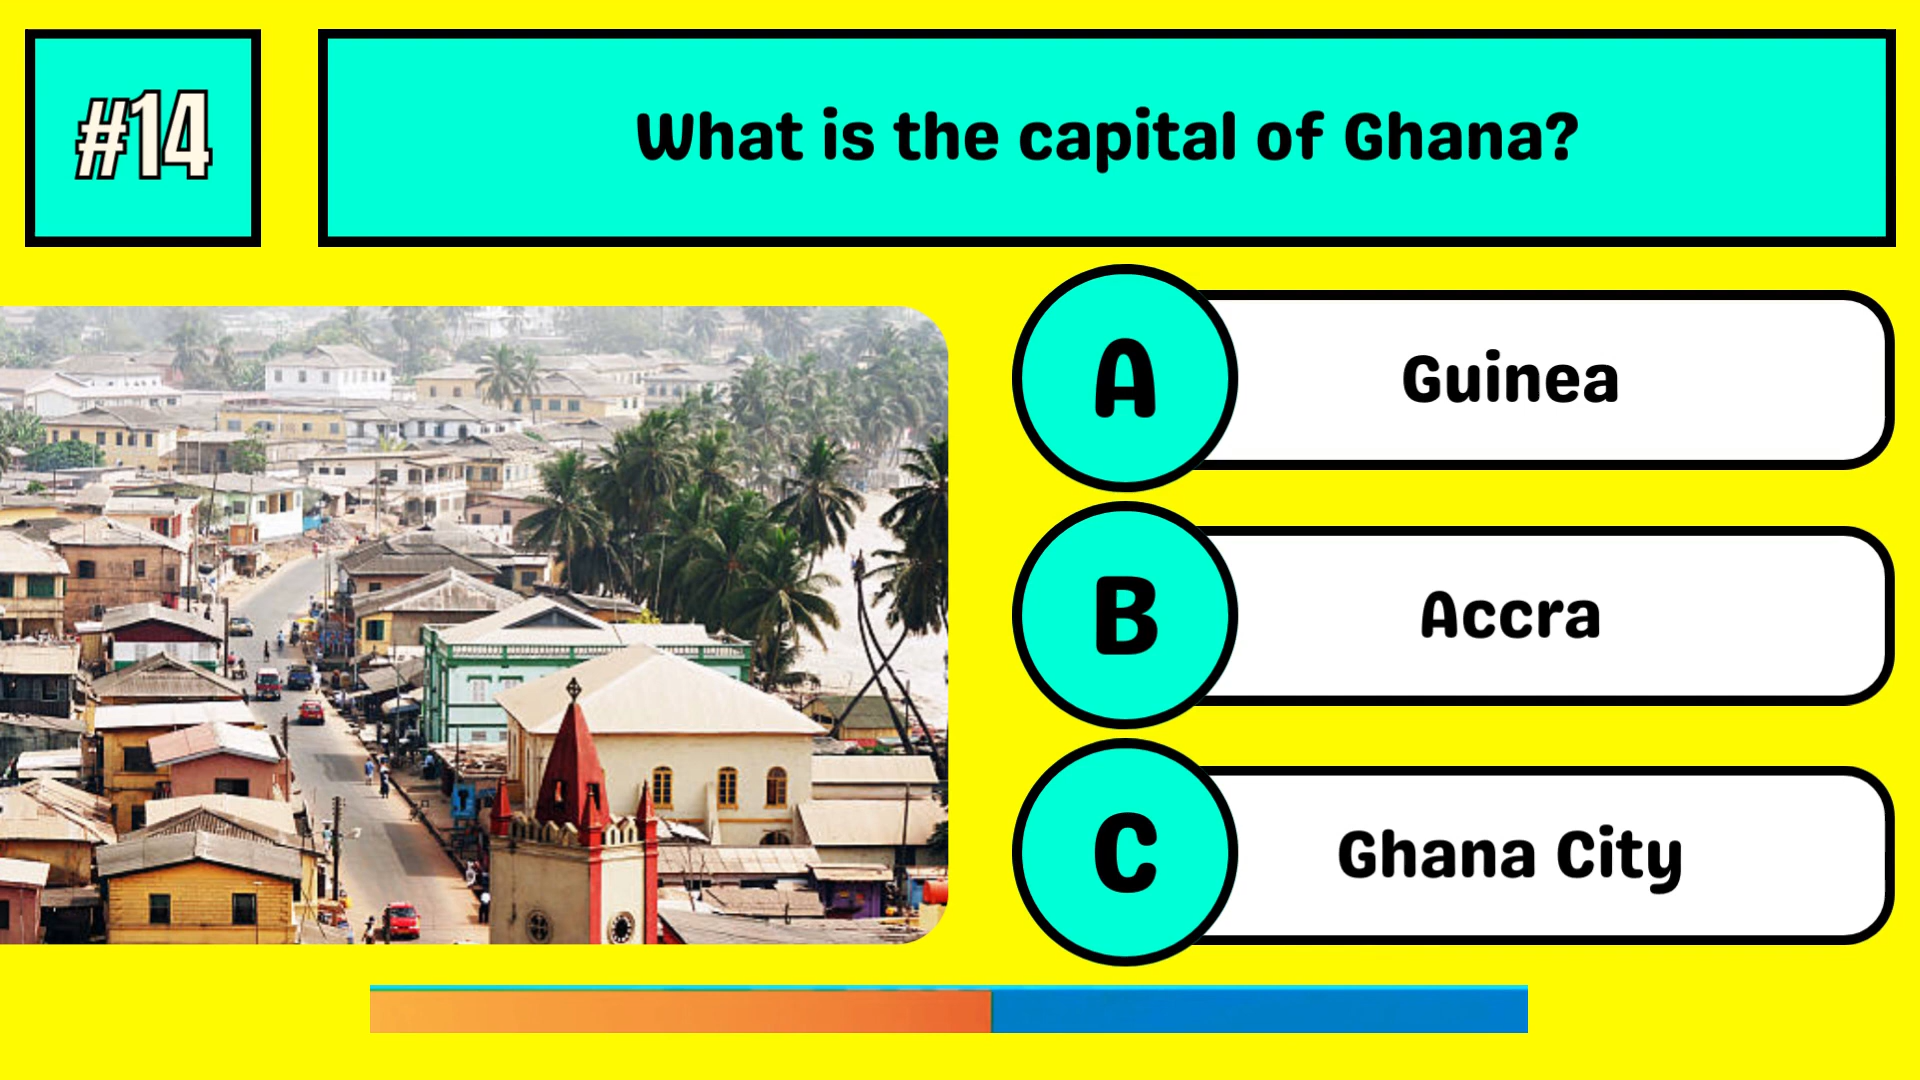 #14
What is the capital of Ghana?
A
Guinea
B
Accra
C
Ghana City